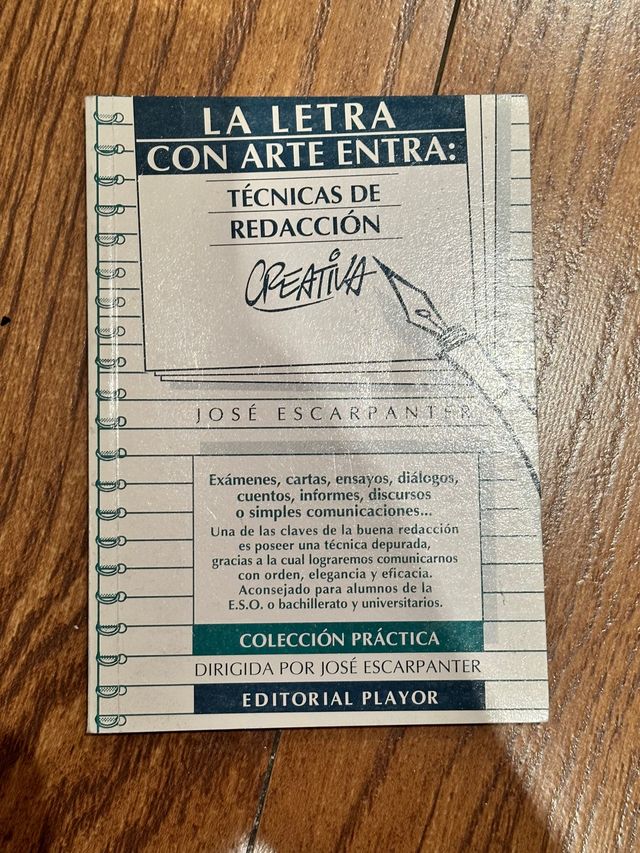 LA LETRA
CON ARTE ENTRA:
TÉCNICAS DE
REDACCIÓN
CREATIVA
JOSÉ ESCARPANTER
Exámenes, cartas, ensayos, diálogos,
cuentos, informes, discursos
o simples comunicaciones...
Una de las claves de la buena redacción
es poseer una técnica depurada,
gracias a la cual lograremos comunicarnos
con orden, elegancia y eficacia.
Aconsejado para alumnos de la
E.S.O. o bachillerato y universitarios.
COLECCIÓN PRÁCTICA
DIRIGIDA POR JOSÉ ESCARPANTER
EDITORIAL PLAYOR